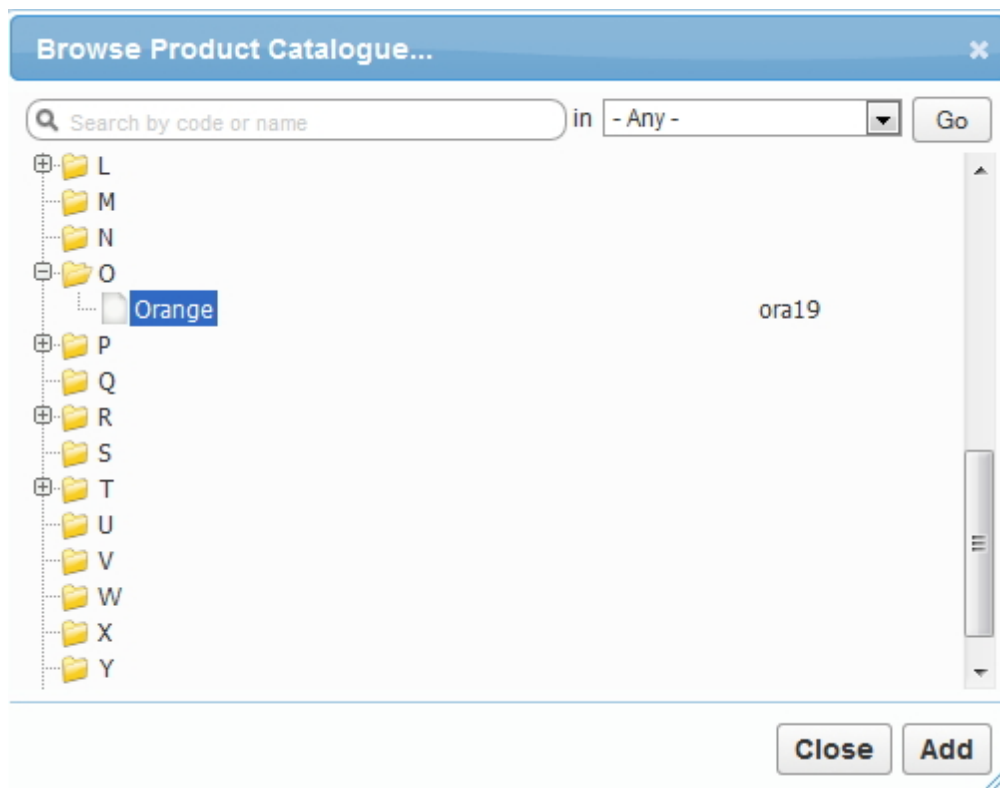 Browse Product Catalogue...
Search by code or name in - Any - Go
L
M
N
O
Orange ora19
P
Q
R
S
T
U
V
W
X
Y
Close Add